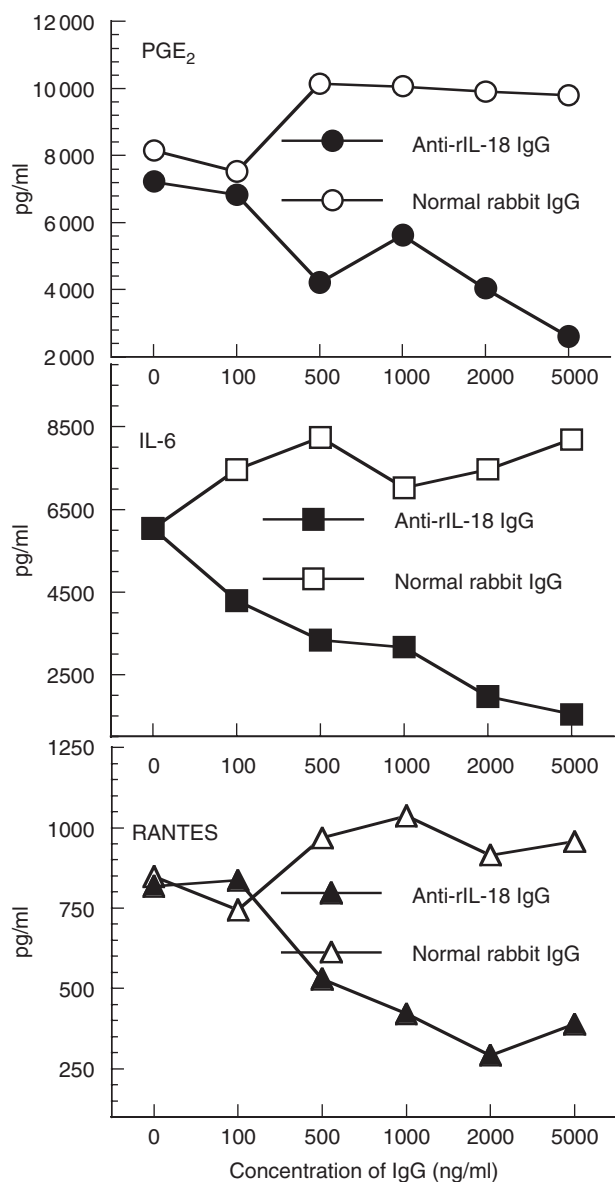 12 000
PGE2
10 000
Anti-rIL-18 IgG
8 000
pg/ml
Normal rabbit IgG
6 000
4 000
2 000
0 100 500 1000 2000 5000
8500
IL-6
6500
Anti-rIL-18 IgG
pg/ml
Normal rabbit IgG
4500
2500
0 100 500 1000 2000 5000
1250
1000
RANTES
Anti-rIL-18 IgG
750
pg/ml
Normal rabbit IgG
500
250
0 100 500 1000 2000 5000
Concentration of IgG (ng/ml)